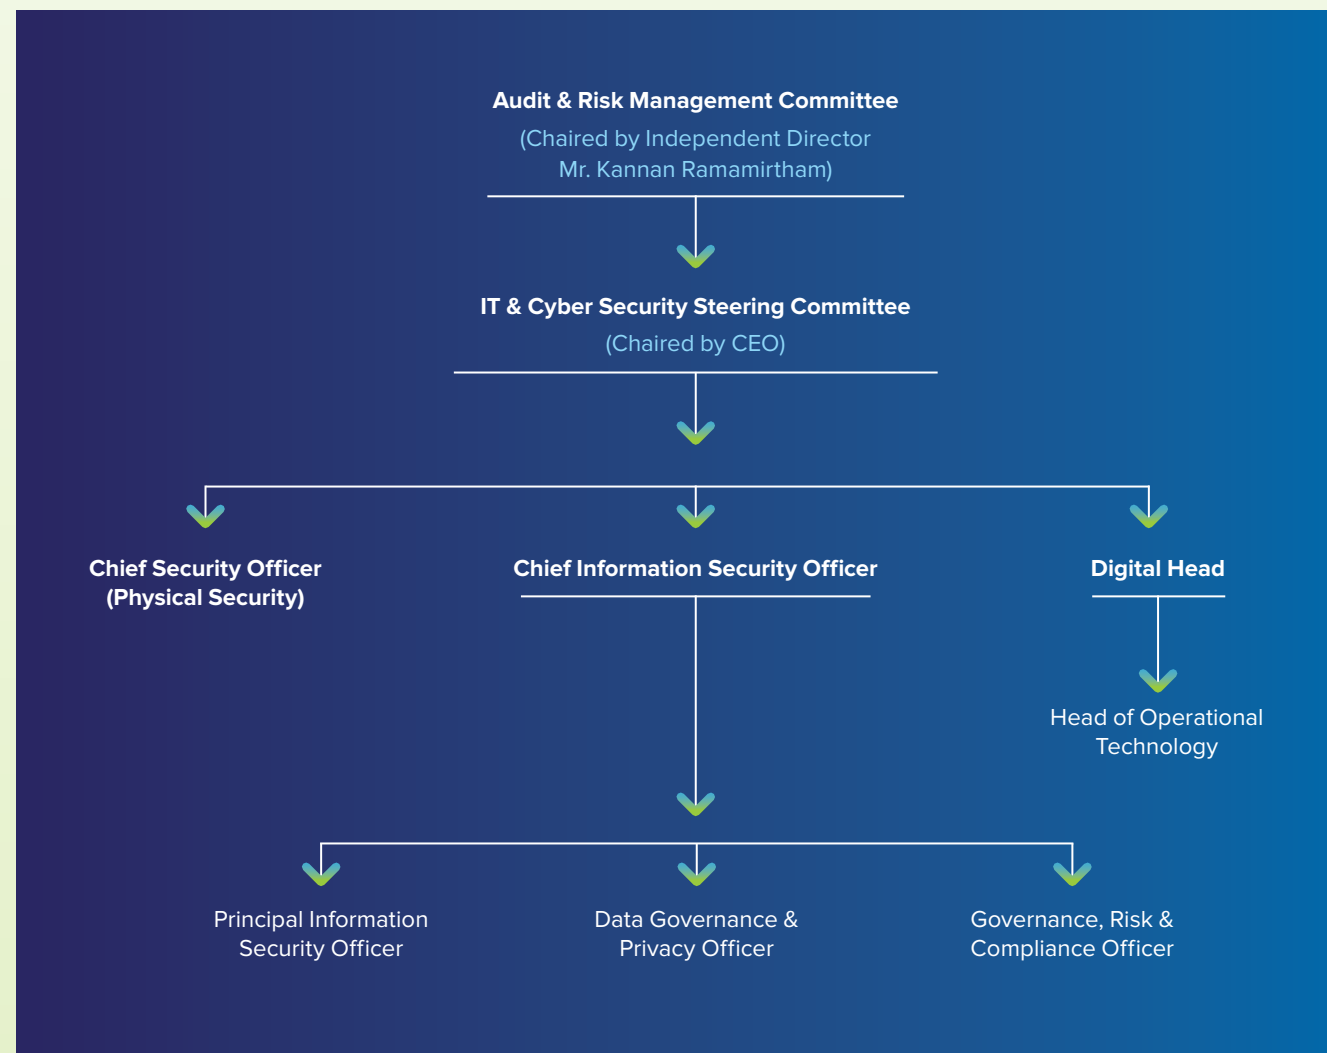 Audit & Risk Management Committee
(Chaired by Independent Director
Mr. Kannan Ramamirtham)
IT & Cyber Security Steering Committee
(Chaired by CEO)
Chief Security Officer
(Physical Security)
Chief Information Security Officer
Digital Head
Head of Operational
Technology
Principal Information
Security Officer
Data Governance &
Privacy Officer
Governance, Risk &
Compliance Officer